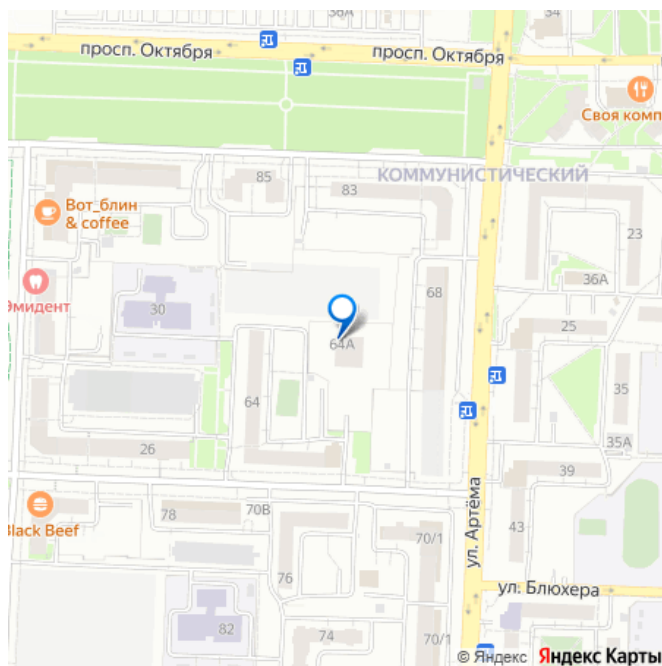 36А
просп. Октября
просп. Октября
Своя комп
КОММУНИСТИЧЕСКИЙ
85
83
Вот_блин
& coffee
23
Эмидент
36А
68
30
25
64А
35
64
26
35А
39
ул. Артёма
Black Beef
78
70В
43
70/1
76
ул. Блюхера
82
74
70/1
© Яндекс Яндекс Карты